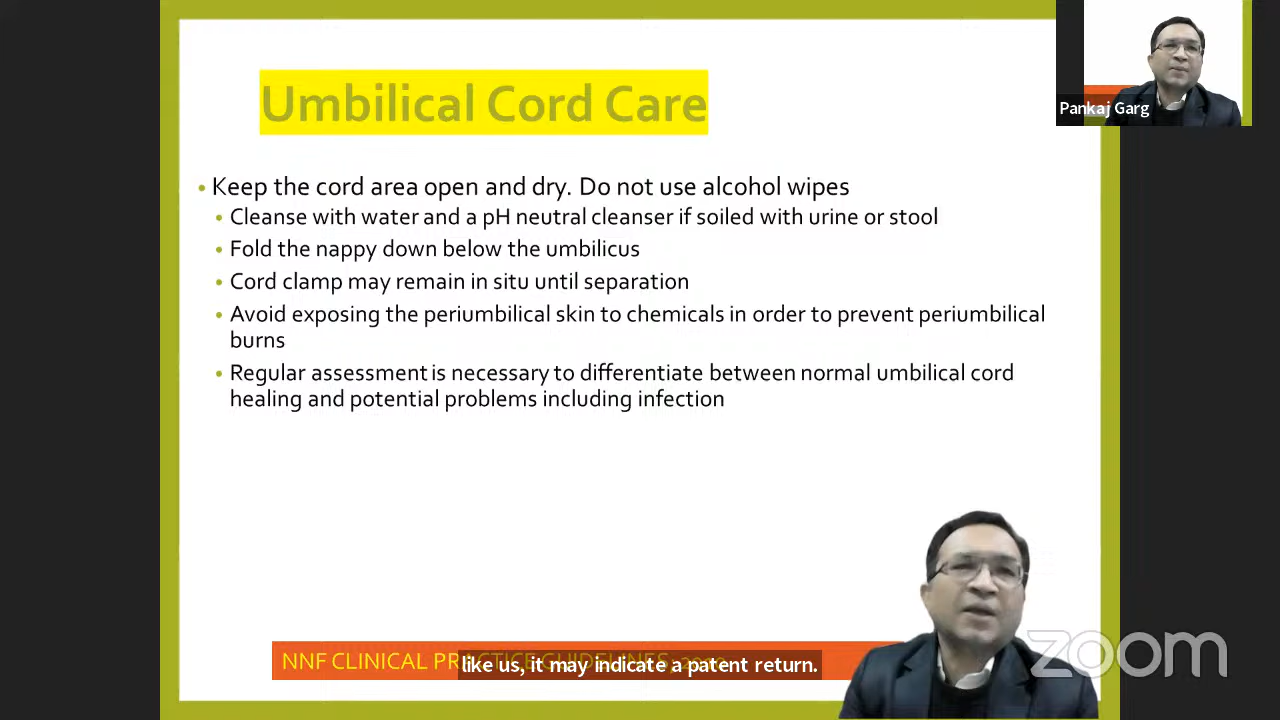 Umbilical Cord Care
Pankaj Garg
• Keep the cord area open and dry. Do not use alcohol wipes
• Cleanse with water and a pH neutral cleanser if soiled with urine or stool
• Fold the nappy down below the umbilicus
• Cord clamp may remain in situ until separation
• Avoid exposing the periumbilical skin to chemicals in order to prevent periumbilical
burns
• Regular assessment is necessary to differentiate between normal umbilical cord
healing and potential problems including infection
NNF CLINICAL
like us, it may indicate a patent return.
zoom